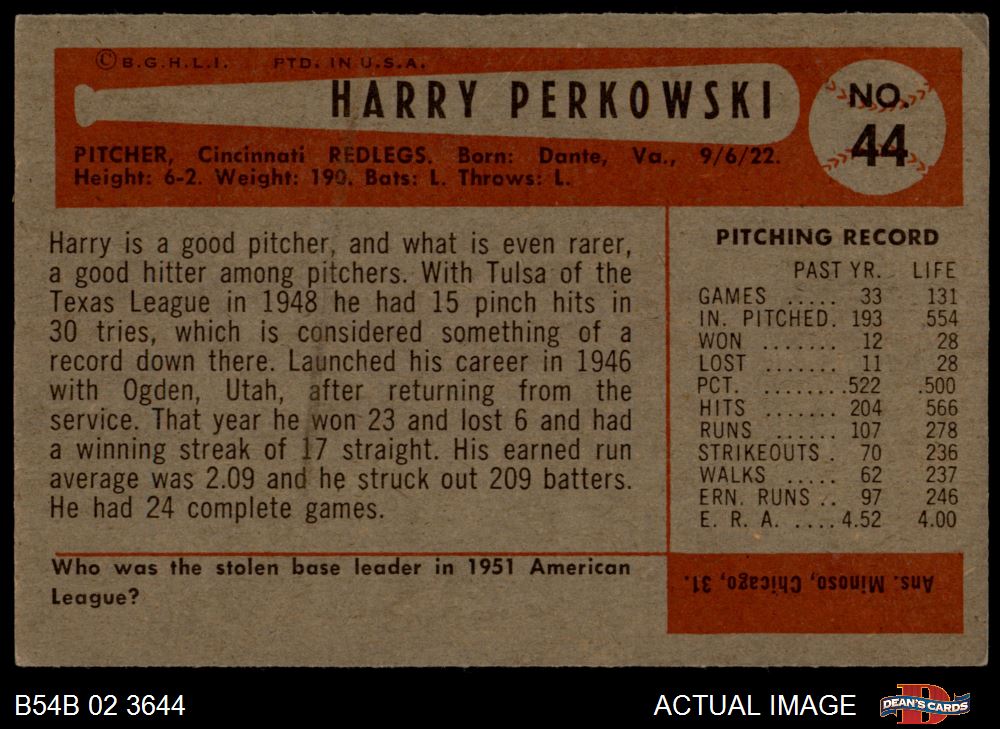 © B.G.H.L.I. PTD. IN U.S.A.
HARRY PERKOWSKI
NO.
44
PITCHER, Cincinnati REDLEGS. Born: Dante, Va., 9/6/22.
Height: 6-2. Weight: 190. Bats: L. Throws: L.
Harry is a good pitcher, and what is even rarer,
a good hitter among pitchers. With Tulsa of the
Texas League in 1948 he had 15 pinch hits in
30 tries, which is considered something of a
record down there. Launched his career in 1946
with Ogden, Utah, after returning from the
service. That year he won 23 and lost 6 and had
a winning streak of 17 straight. His earned run
average was 2.09 and he struck out 209 batters.
He had 24 complete games.
PITCHING RECORD
PAST YR. LIFE
GAMES ..... 33 131
IN. PITCHED. 193 554
WON ....... 12 28
LOST ....... 11 28
PCT. ........522 .500
HITS ....... 204 566
RUNS ...... 107 278
STRIKEOUTS . 70 236
WALKS ..... 62 237
ERN. RUNS .. 97 246
E. R. A. ....4.52 4.00
Who was the stolen base leader in 1951 American
League?
Ans. Minoso, Chicago, 31.
B54B 02 3644
ACTUAL IMAGE
DEAN'S CARDS